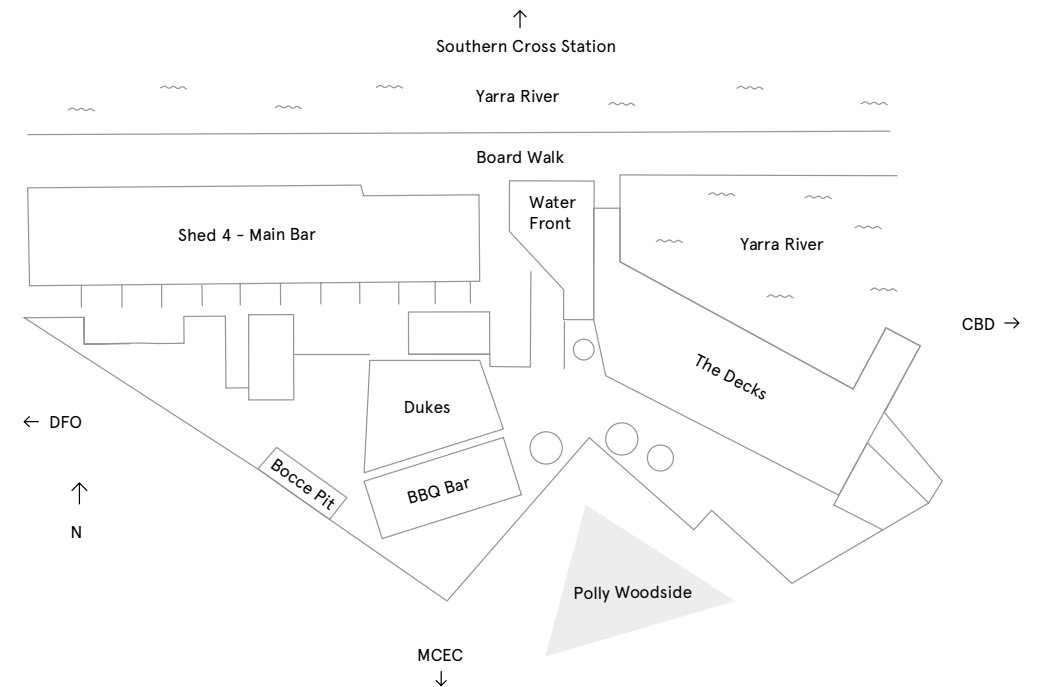 Southern Cross Station
Yarra River
Board Walk
Water
Front
Shed 4 - Main Bar
Yarra River
CBD
The Decks
Dukes
DFO
BBQ Bar
Bocce Pit
N
Polly Woodside
MCEC